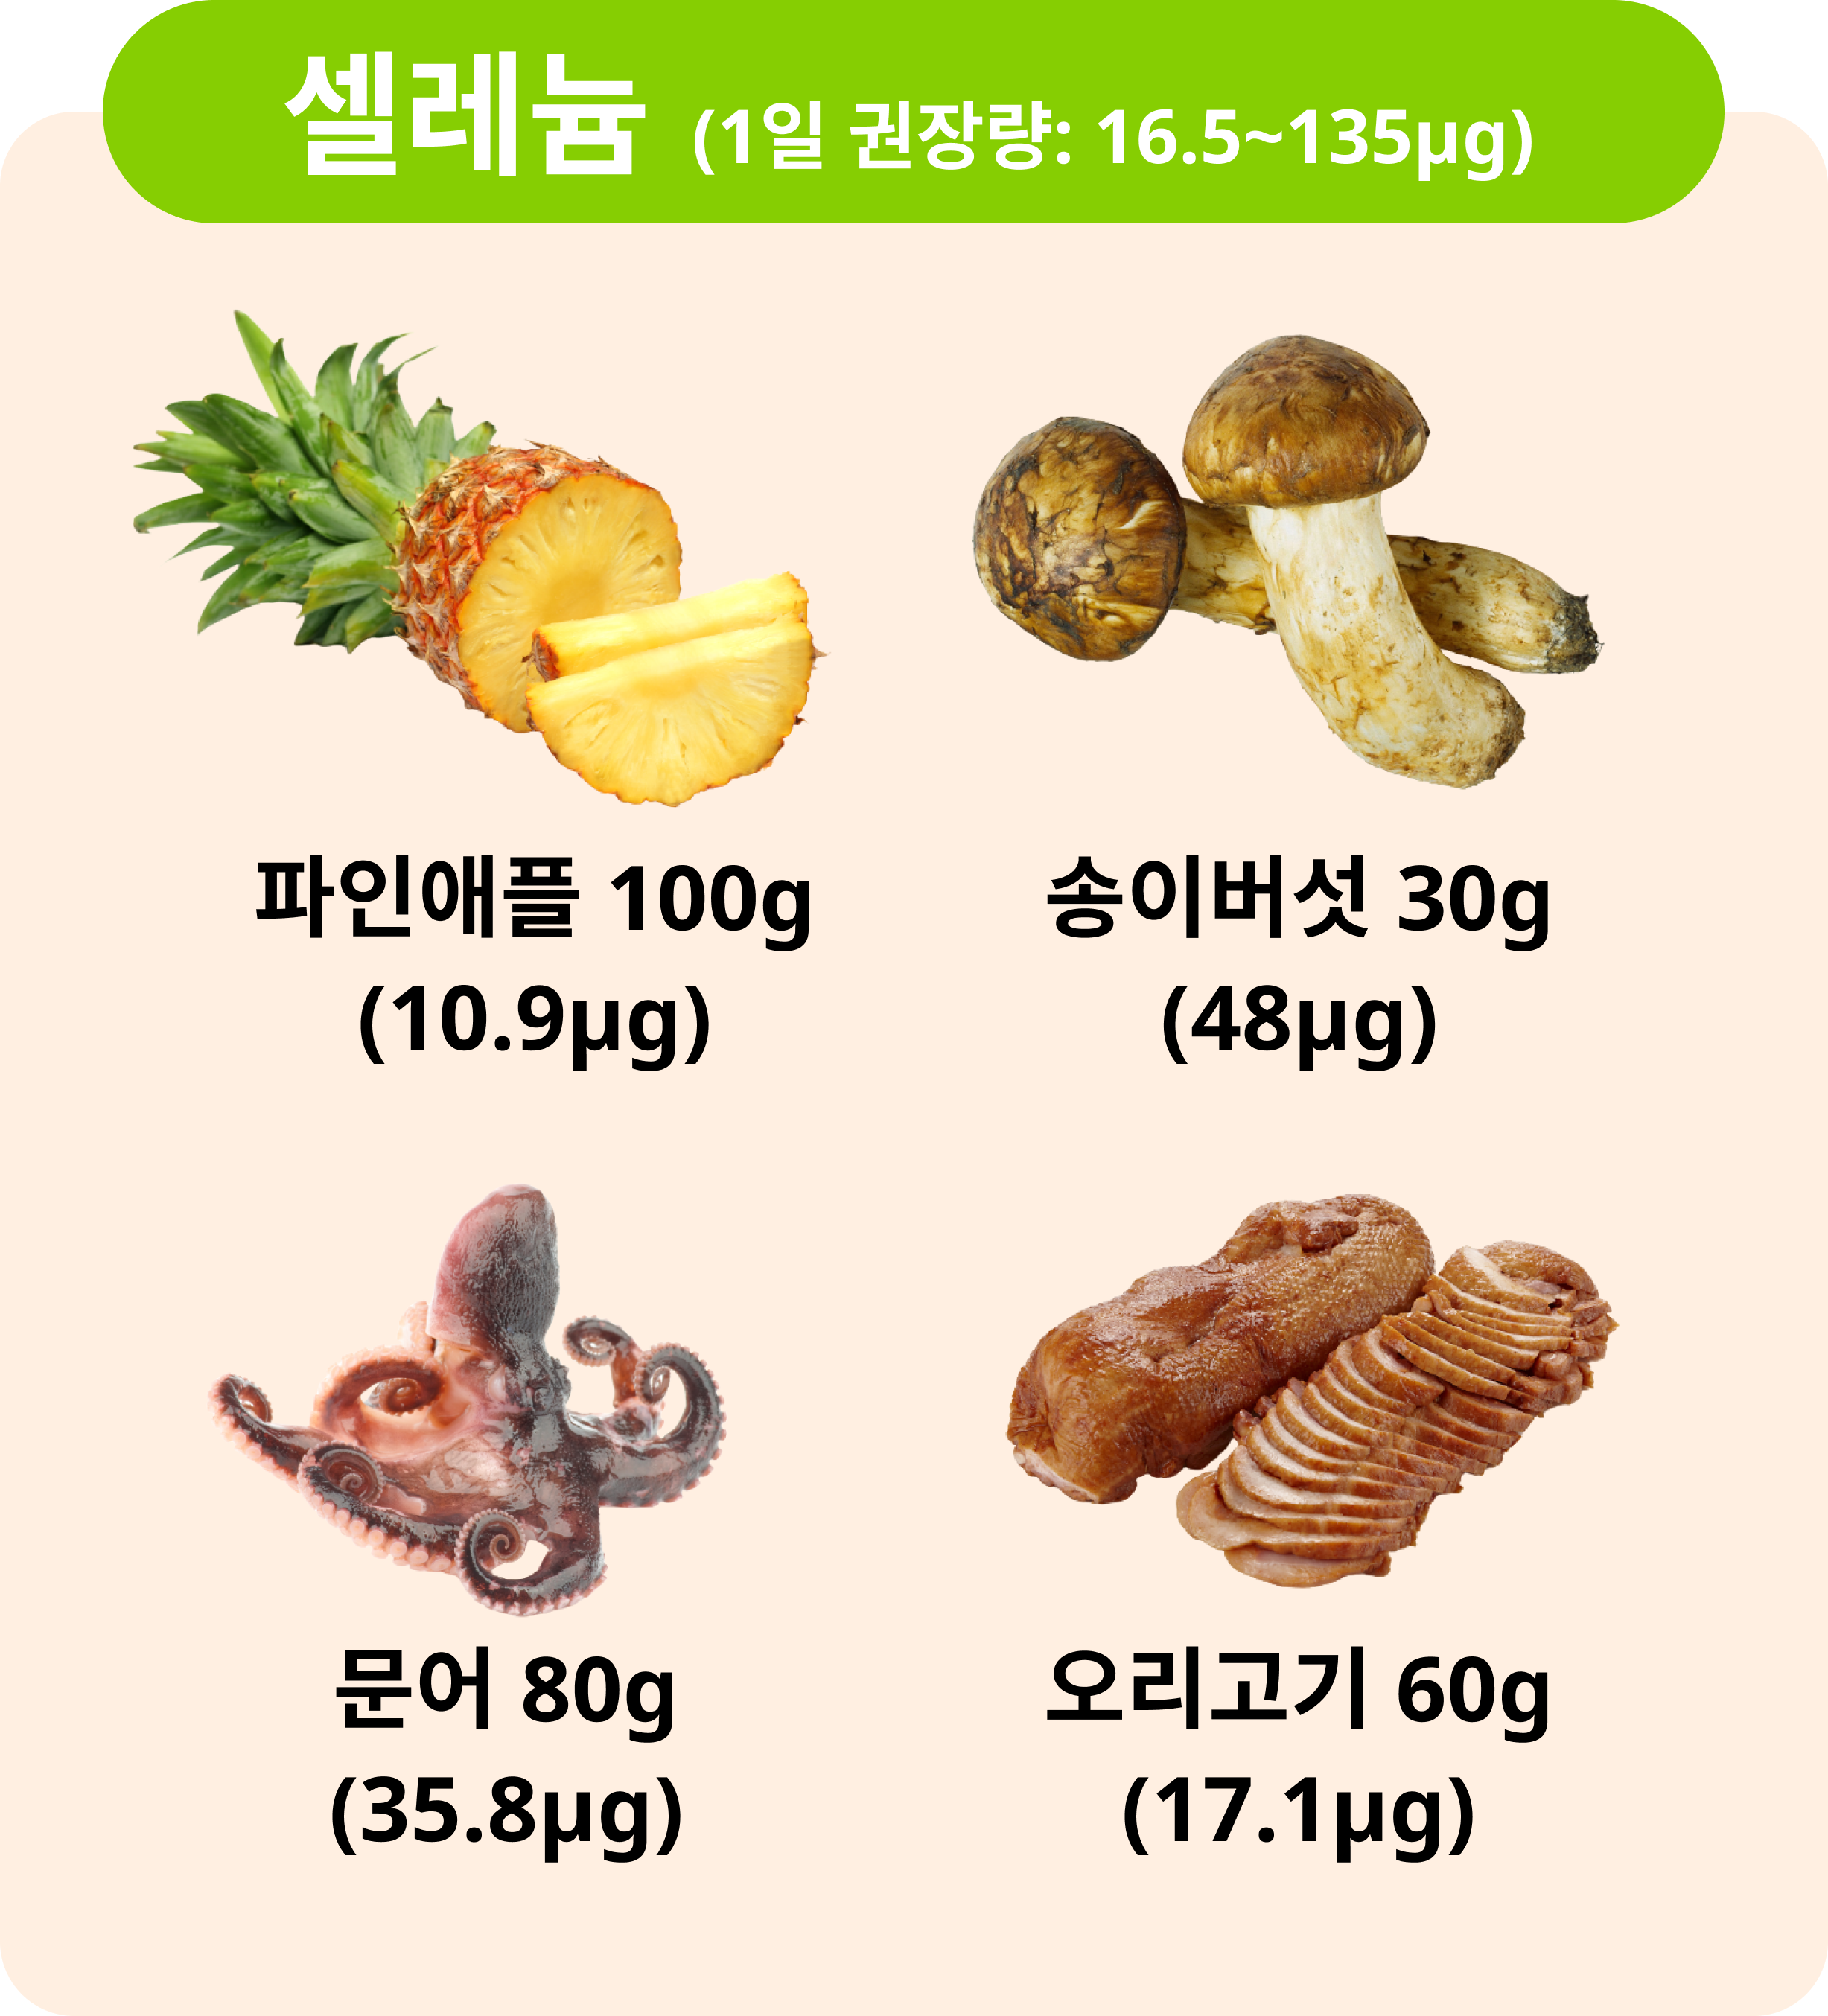 셀레늄 (1일 권장량: 16.5~135μg)
파인애플 100g
(10.9μg)
송이버섯 30g
(48μg)
문어 80g
(35.8μg)
오리고기 60g
(17.1μg)